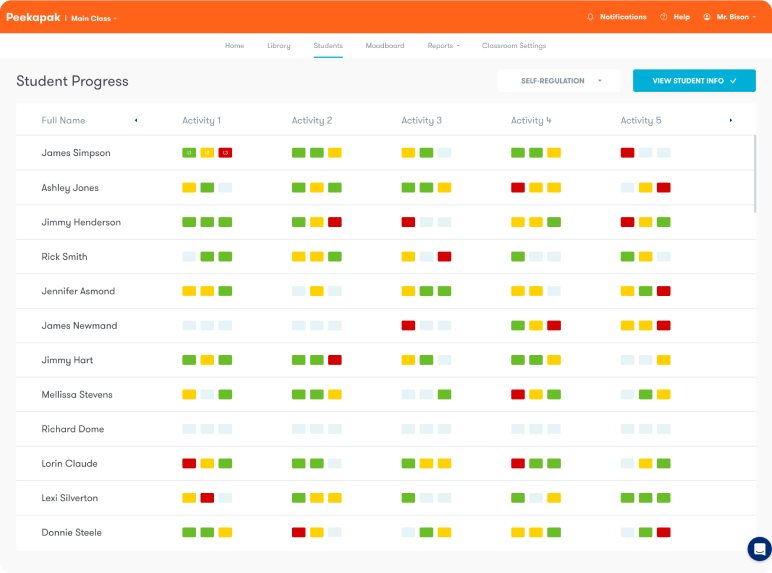 Peekapak | Main Class Notifications Help Mr. Bison
Home Library Students Moodboard Reports Classroom Settings
Student Progress SELF-REGULATION VIEW STUDENT INFO
Full Name Activity 1 Activity 2 Activity 3 Activity 4 Activity 5
James Simpson L1 L2 L3
Ashley Jones
Jimmy Henderson
Rick Smith
Jennifer Asmond
James Newmand
Jimmy Hart
Mellissa Stevens
Richard Dome
Lorin Claude
Lexi Silverton
Donnie Steele